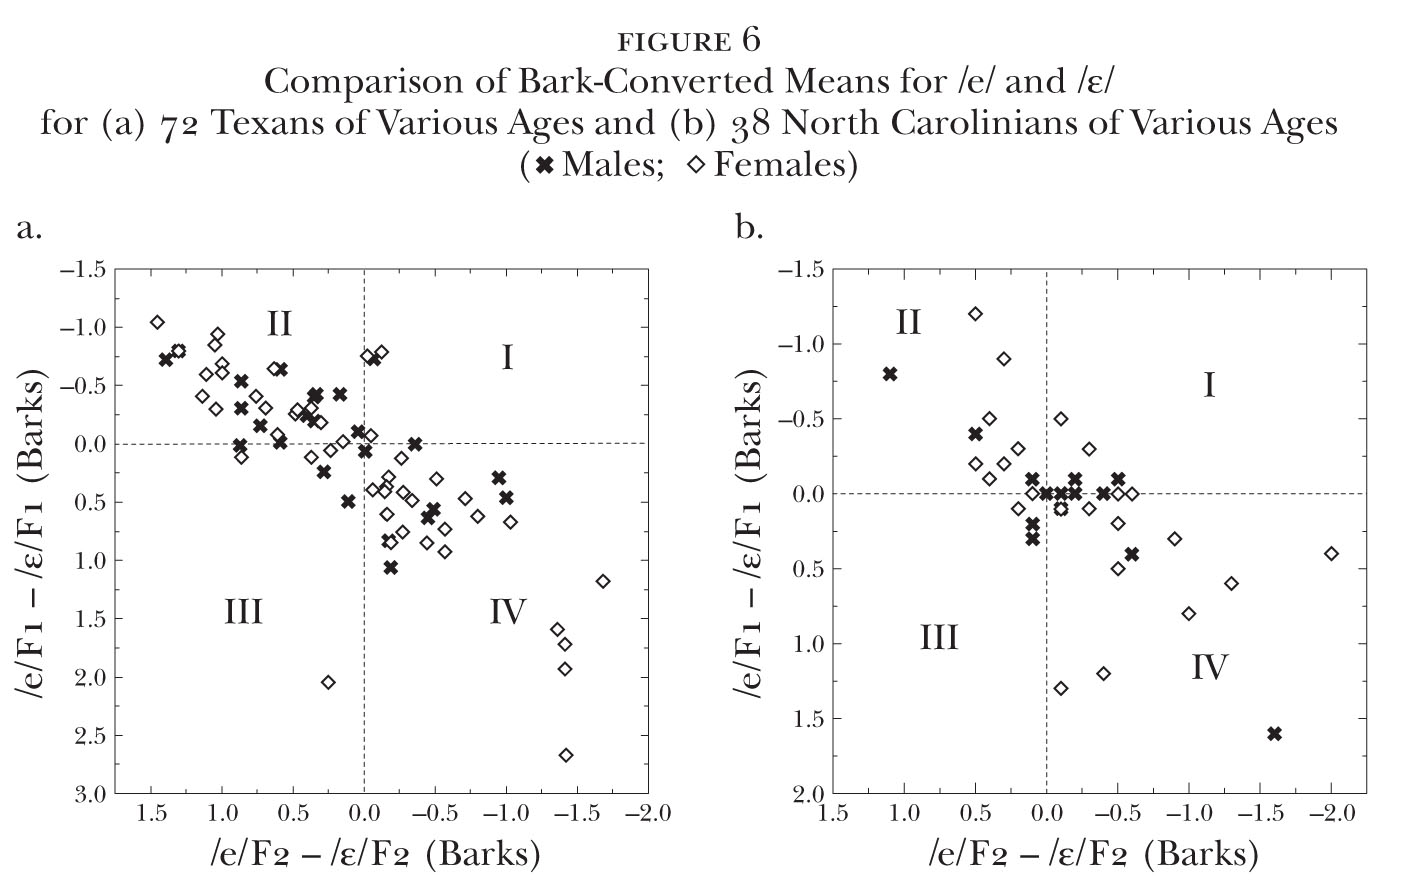 FIGURE 6
Comparison of Bark-Converted Means for /e/ and /ɛ/
for (a) 72 Texans of Various Ages and (b) 38 North Carolinians of Various Ages
(✖ Males; ◇ Females)
a.
–1.5
–1.0
–0.5
0.0
0.5
1.0
1.5
2.0
2.5
3.0
/e/F1 – /ɛ/F1 (Barks)
II
I
III
IV
1.5 1.0 0.5 0.0 –0.5 –1.0 –1.5 –2.0
/e/F2 – /ɛ/F2 (Barks)
b.
–1.5
–1.0
–0.5
0.0
0.5
1.0
1.5
2.0
/e/F1 – /ɛ/F1 (Barks)
II
I
III
IV
1.5 1.0 0.5 0.0 –0.5 –1.0 –1.5 –2.0
/e/F2 – /ɛ/F2 (Barks)